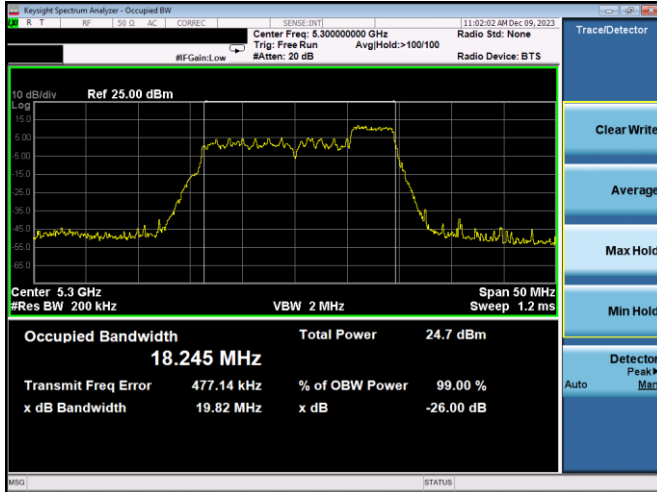 Keysight Spectrum Analyzer - Occupied BW
R T RF 50 Ω AC CORREC SENSE:INT 11:02:02 AM Dec 09, 2023
Center Freq: 5.300000000 GHz Radio Std: None
Trig: Free Run Avg|Hold:>100/100
#IFGain:Low #Atten: 20 dB Radio Device: BTS
Trace/Detector
10 dB/div Ref 25.00 dBm
Log
15.0
5.00
-5.00
-15.0
-25.0
-35.0
-45.0
-55.0
-65.0
Center 5.3 GHz Span 50 MHz
#Res BW 200 kHz VBW 2 MHz Sweep 1.2 ms
Occupied Bandwidth Total Power 24.7 dBm
18.245 MHz
Transmit Freq Error 477.14 kHz % of OBW Power 99.00 %
x dB Bandwidth 19.82 MHz x dB -26.00 dB
Clear Write
Average
Max Hold
Min Hold
Detector
Peak▶
Auto Man
MSG STATUS